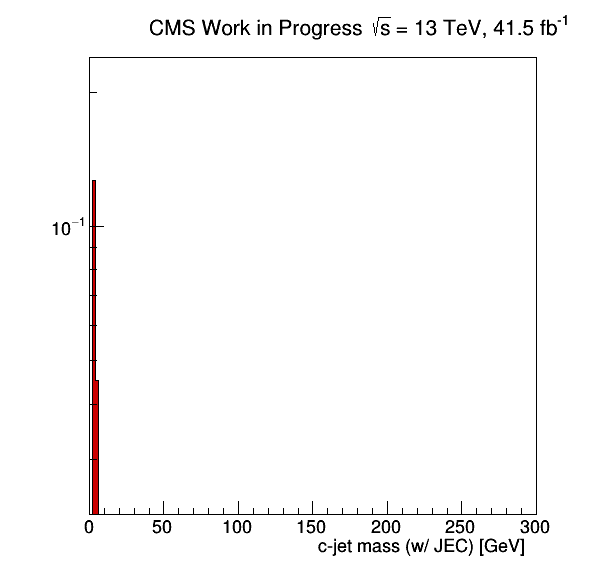 CMS Work in Progress √s = 13 TeV, 41.5 fb⁻¹
10⁻¹
0 50 100 150 200 250 300
c-jet mass (w/ JEC) [GeV]